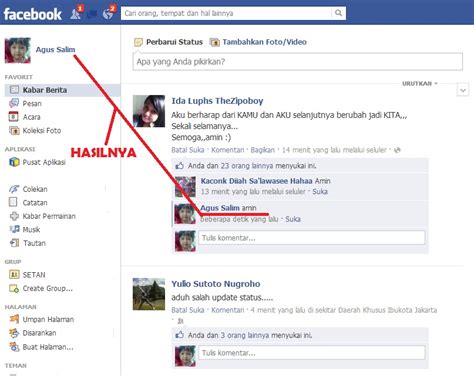 facebook
2
1
Cari orang, tempat dan hal lainnya
Agus Salim
FAVORIT
Kabar Berita
Pesan
Acara
Koleksi Foto
APLIKASI
Pusat Aplikasi
Colekan
Catatan
Kabar Permainan
Musik
Tautan
GRUP
SETAN
Create Group...
HALAMAN
Umpan Halaman
Disarankan
Buat Halaman...
HASILNYA
Perbarui Status
Tambahkan Foto/Video
Apa yang Anda pikirkan?
URUTKAN
Ida Luphs TheZipoboy
Aku berharap dari KAMU dan AKU selanjutnya berubah jadi KITA,,,
Sekali selamanya...
Semoga,,amin :)
Batal Suka · Komentari · Bagikan · 14 menit yang lalu melalui seluler
Anda dan 23 orang lainnya menyukai ini.
Kaconk Diiah Sa'lawasee Hahaa Amin
13 menit yang lalu melalui seluler · Suka
Agus Salim amin
beberapa detik yang lalu · Suka
Tulis komentar...
Yulio Sutoto Nugroho
aduh salah update status.....
Batal Suka · Komentari · 4 menit yang lalu di sekitar Daerah Khusus Ibukota Jakarta
Anda dan 3 orang lainnya menyukai ini.
Tulis komentar...